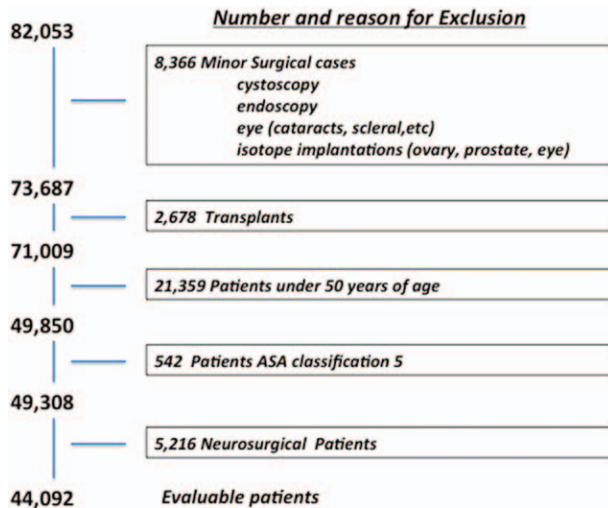 Number and reason for Exclusion
82,053
8,366 Minor Surgical cases
cystoscopy
endoscopy
eye (cataracts, scleral,etc)
isotope implantations (ovary, prostate, eye)
73,687
2,678 Transplants
71,009
21,359 Patients under 50 years of age
49,850
542 Patients ASA classification 5
49,308
5,216 Neurosurgical Patients
44,092 Evaluable patients